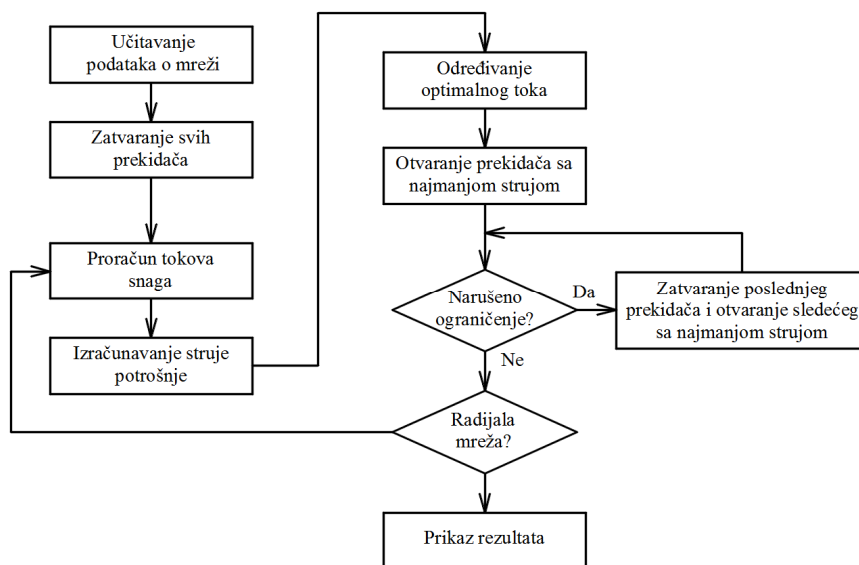 Učitavanje
podataka o mreži
Zatvaranje svih
prekidača
Proračun tokova
snaga
Izračunavanje struje
potrošnje
Određivanje
optimalnog toka
Otvaranje prekidača sa
najmanjom strujom
Narušeno
ograničenje?
Da
Zatvaranje poslednjeg
prekidača i otvaranje sledećeg
sa najmanjom strujom
Ne
Radijala
mreža?
Prikaz rezultata